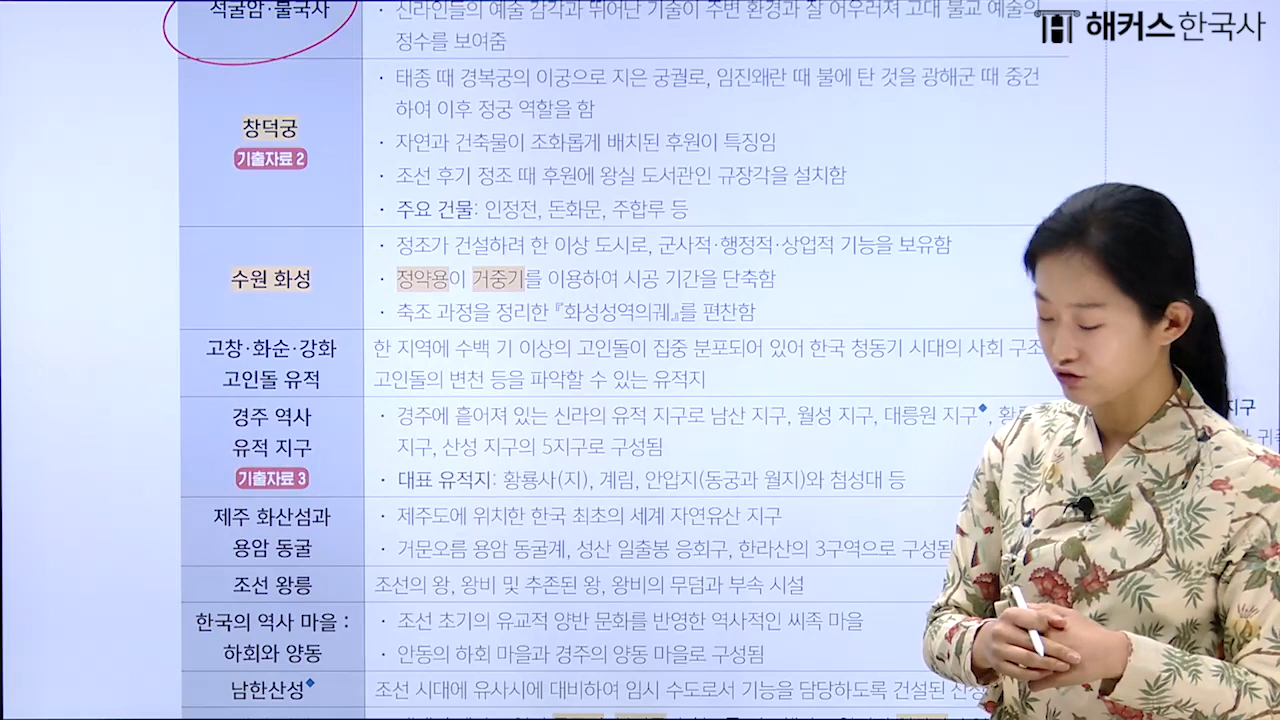 석굴암·불국사
· 신라인들의 예술 감각과 뛰어난 기술이 주변 환경과 잘 어우러져 고대 불교 예술의
정수를 보여줌
해커스한국사
창덕궁
기출자료 2
· 태종 때 경복궁의 이궁으로 지은 궁궐로, 임진왜란 때 불에 탄 것을 광해군 때 중건
하여 이후 정궁 역할을 함
· 자연과 건축물이 조화롭게 배치된 후원이 특징임
· 조선 후기 정조 때 후원에 왕실 도서관인 규장각을 설치함
· 주요 건물: 인정전, 돈화문, 주합루 등
수원 화성
· 정조가 건설하려 한 이상 도시로, 군사적·행정적·상업적 기능을 보유함
· 정약용이 거중기를 이용하여 시공 기간을 단축함
· 축조 과정을 정리한 『화성성역의궤』를 편찬함
고창·화순·강화
고인돌 유적
한 지역에 수백 기 이상의 고인돌이 집중 분포되어 있어 한국 청동기 시대의 사회 구조
고인돌의 변천 등을 파악할 수 있는 유적지
경주 역사
유적 지구
기출자료 3
· 경주에 흩어져 있는 신라의 유적 지구로 남산 지구, 월성 지구, 대릉원 지구◆,
지구, 산성 지구의 5지구로 구성됨
· 대표 유적지: 황룡사(지), 계림, 안압지(동궁과 월지)와 첨성대 등
지구
제주 화산섬과
용암 동굴
· 제주도에 위치한 한국 최초의 세계 자연유산 지구
· 거문오름 용암 동굴계, 성산 일출봉 응회구, 한라산의 3구역으로 구성됨
조선 왕릉
조선의 왕, 왕비 및 추존된 왕, 왕비의 무덤과 부속 시설
한국의 역사 마을 :
하회와 양동
· 조선 초기의 유교적 양반 문화를 반영한 역사적인 씨족 마을
· 안동의 하회 마을과 경주의 양동 마을로 구성됨
남한산성◆
조선 시대에 유사시에 대비하여 임시 수도로서 기능을 담당하도록 건설된 산성